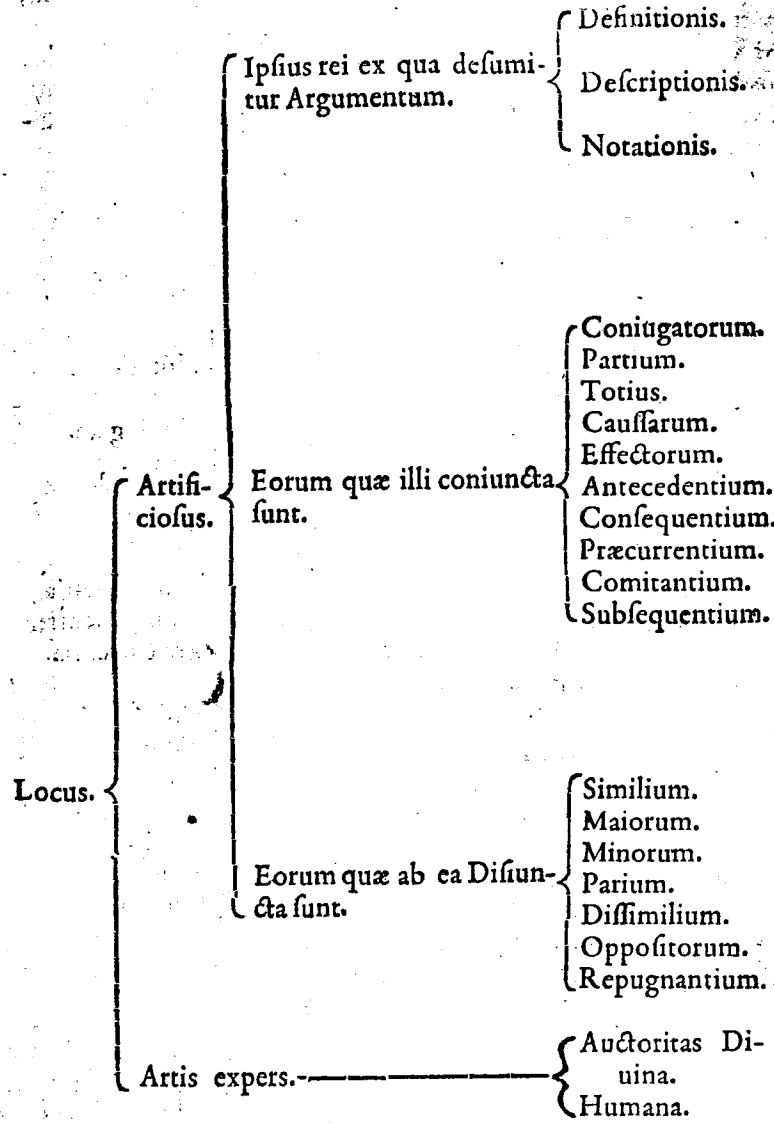 Definitionis.
Ipſius rei ex qua deſumi-
tur Argumentum.
Deſcriptionis.
Notationis.
Coniugatorum.
Partium.
Totius.
Cauſſarum.
Effectorum.
Artifi-
cioſus.
Eorum quæ illi coniuncta
ſunt.
Antecedentium.
Conſequentium.
Præcurrentium.
Comitantium.
Subſequentium.
Locus.
Similium.
Maiorum.
Minorum.
Eorum quæ ab ea Diſiun-
cta ſunt.
Parium.
Diſſimilium.
Oppoſitorum.
Repugnantium.
Artis expers.
Auctoritas Di-
uina.
Humana.